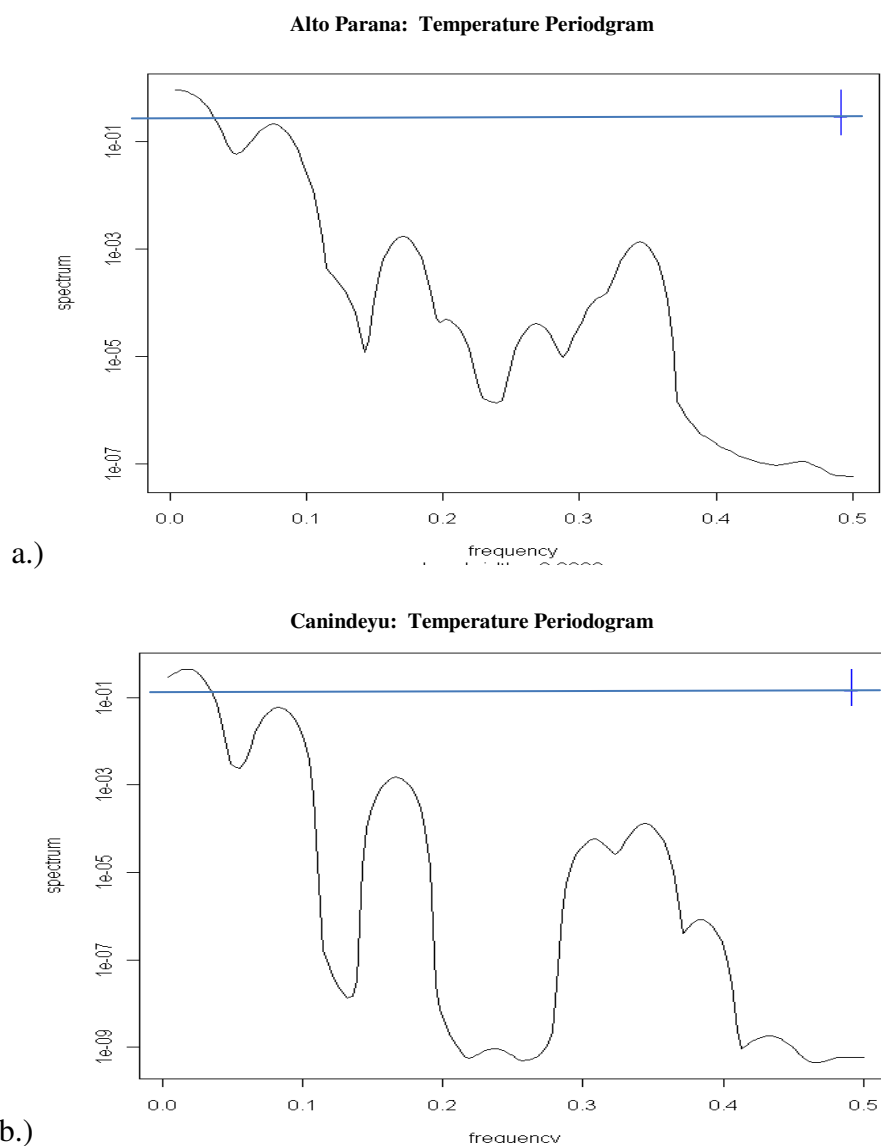 Alto Parana: Temperature Periodgram
spectrum
1e-01
1e-03
1e-05
1e-07
0.0 0.1 0.2 0.3 0.4 0.5
frequency
a.)
Canindeyu: Temperature Periodogram
spectrum
1e-01
1e-03
1e-05
1e-07
1e-09
0.0 0.1 0.2 0.3 0.4 0.5
frequency
b.)